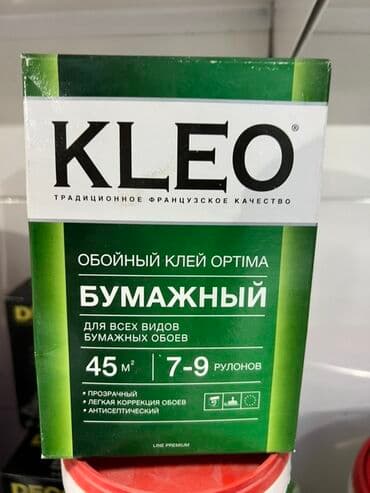 KLEO®
ТРАДИЦИОННОЕ ФРАНЦУЗСКОЕ КАЧЕСТВО
ОБОЙНЫЙ КЛЕЙ OPTIMA
БУМАЖНЫЙ
ДЛЯ ВСЕХ ВИДОВ
БУМАЖНЫХ ОБОЕВ
45 м² 7-9 РУЛОНОВ
• ПРОЗРАЧНЫЙ
• ЛЕГКАЯ КОРРЕКЦИЯ ОБОЕВ
• АНТИСЕПТИЧЕСКИЙ
LINE PREMIUM